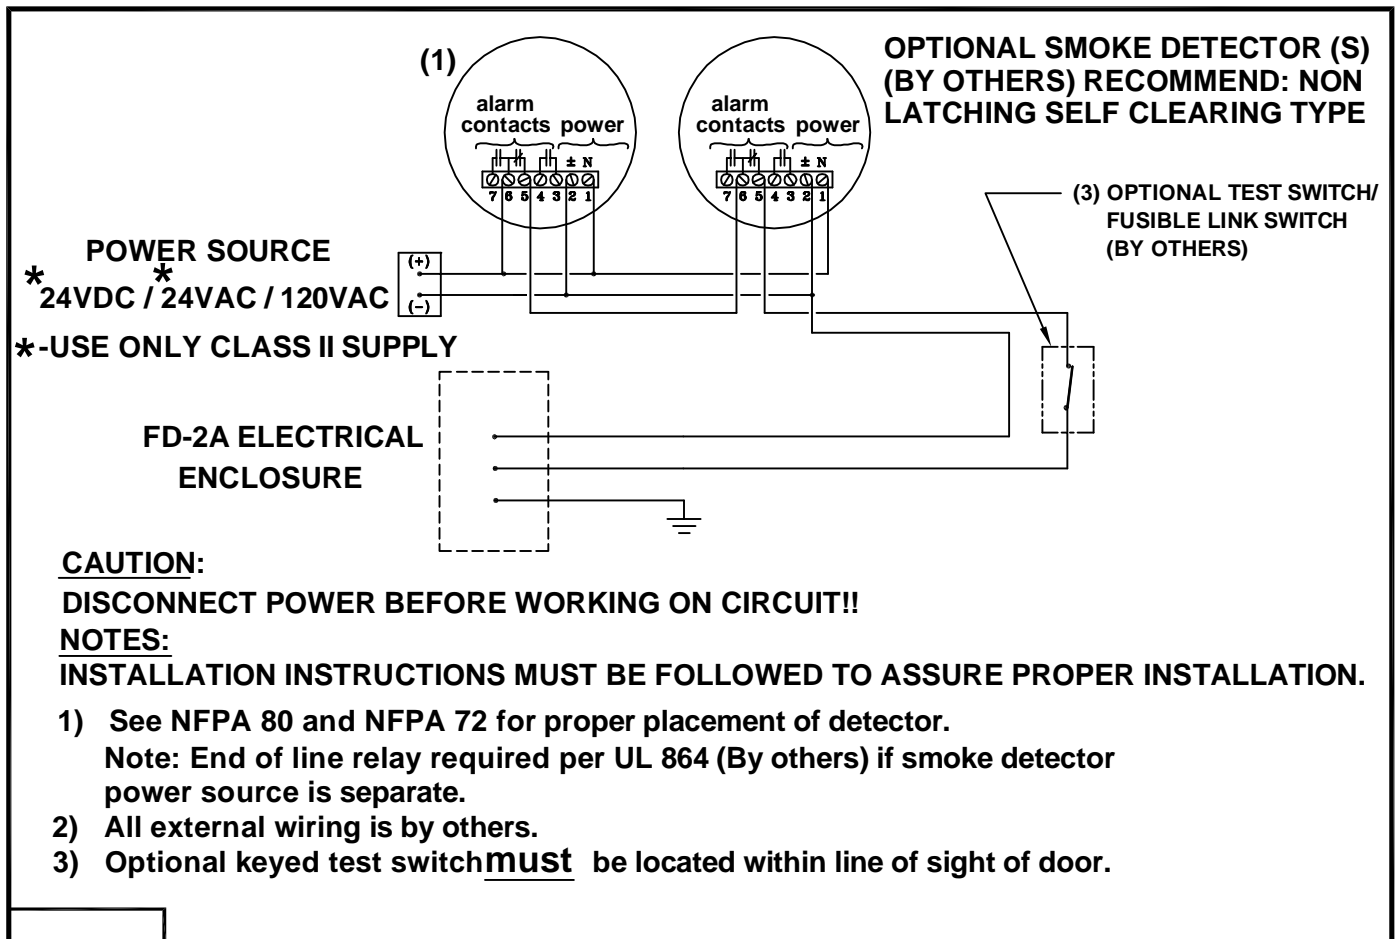 (1)
OPTIONAL SMOKE DETECTOR (S)
(BY OTHERS) RECOMMEND: NON
LATCHING SELF CLEARING TYPE
alarm
contacts power
± N
7 6 5 4 3 2 1
alarm
contacts power
± N
7 6 5 4 3 2 1
(3) OPTIONAL TEST SWITCH/
FUSIBLE LINK SWITCH
(BY OTHERS)
POWER SOURCE
*24VDC / *24VAC / 120VAC
(+)
(-)
*-USE ONLY CLASS II SUPPLY
FD-2A ELECTRICAL
ENCLOSURE
CAUTION:
DISCONNECT POWER BEFORE WORKING ON CIRCUIT!!
NOTES:
INSTALLATION INSTRUCTIONS MUST BE FOLLOWED TO ASSURE PROPER INSTALLATION.
1) See NFPA 80 and NFPA 72 for proper placement of detector.
Note: End of line relay required per UL 864 (By others) if smoke detector
power source is separate.
2) All external wiring is by others.
3) Optional keyed test switch must be located within line of sight of door.